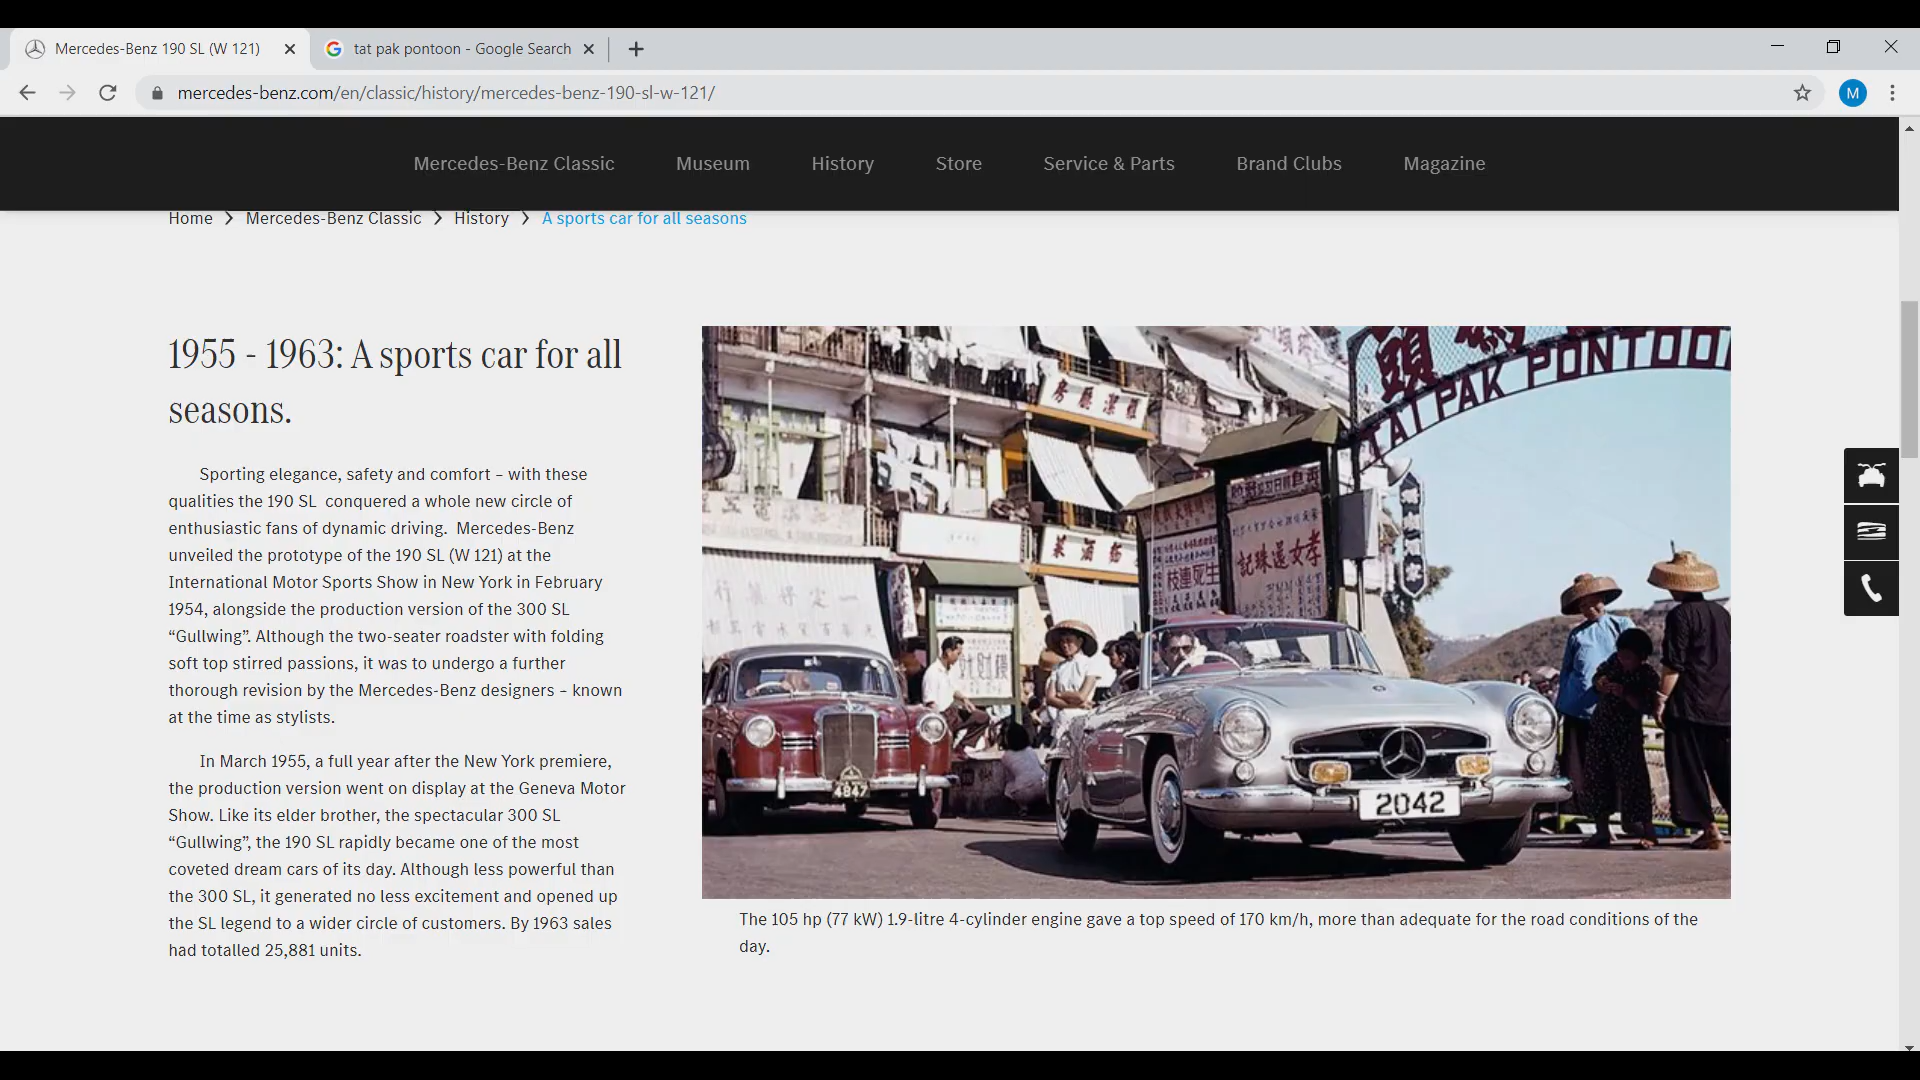 Mercedes-Benz 190 SL (W 121)
tat pak pontoon - Google Search
mercedes-benz.com/en/classic/history/mercedes-benz-190-sl-w-121/
M
Mercedes-Benz Classic
Museum
History
Store
Service & Parts
Brand Clubs
Magazine
Home
Mercedes-Benz Classic
History
A sports car for all seasons
1955 - 1963: A sports car for all
seasons.
Sporting elegance, safety and comfort – with these
qualities the 190 SL conquered a whole new circle of
enthusiastic fans of dynamic driving. Mercedes-Benz
unveiled the prototype of the 190 SL (W 121) at the
International Motor Sports Show in New York in February
1954, alongside the production version of the 300 SL
“Gullwing”. Although the two-seater roadster with folding
soft top stirred passions, it was to undergo a further
thorough revision by the Mercedes-Benz designers – known
at the time as stylists.
In March 1955, a full year after the New York premiere,
the production version went on display at the Geneva Motor
Show. Like its elder brother, the spectacular 300 SL
“Gullwing”, the 190 SL rapidly became one of the most
coveted dream cars of its day. Although less powerful than
the 300 SL, it generated no less excitement and opened up
the SL legend to a wider circle of customers. By 1963 sales
had totalled 25,881 units.
TAI PAK PONTOO
孝女還珠記
生死連枝
4847
2042
The 105 hp (77 kW) 1.9-litre 4-cylinder engine gave a top speed of 170 km/h, more than adequate for the road conditions of the
day.